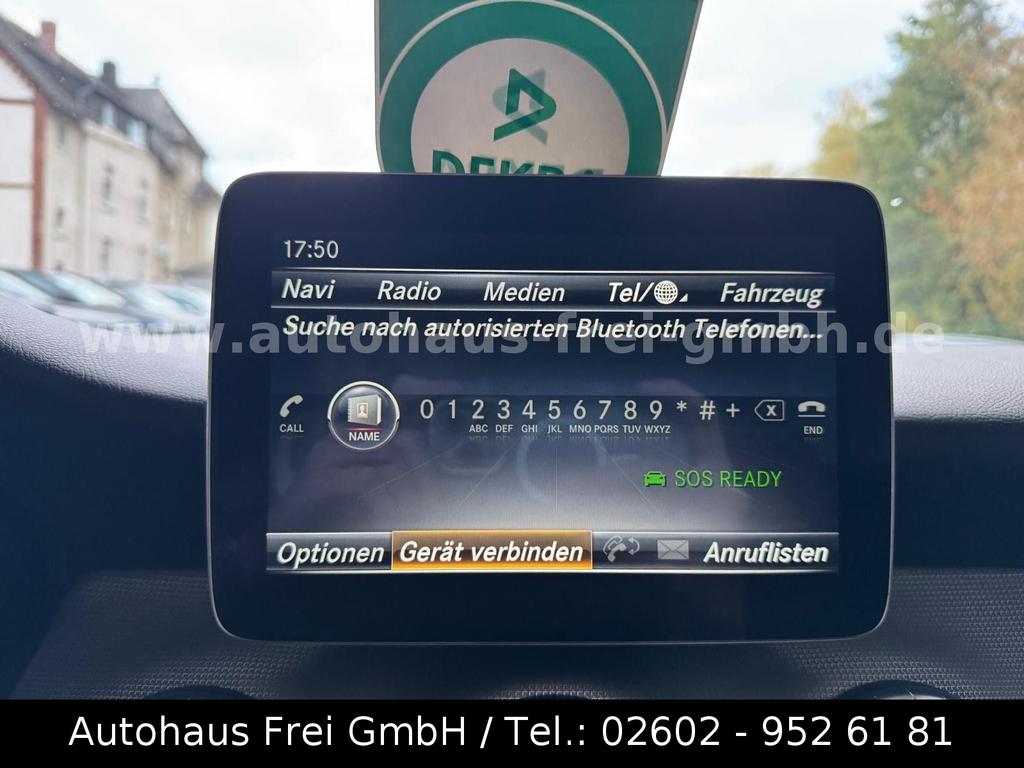 DEKRA
17:50
Navi Radio Medien Tel/ Fahrzeug
Suche nach autorisierten Bluetooth Telefonen...
www.autohaus-frei-gmbh.de
0 1 2 3 4 5 6 7 8 9 * # +
CALL NAME ABC DEF GHI JKL MNO PQRS TUV WXYZ END
SOS READY
Optionen Gerät verbinden Anruflisten
Autohaus Frei GmbH / Tel.: 02602 - 952 61 81